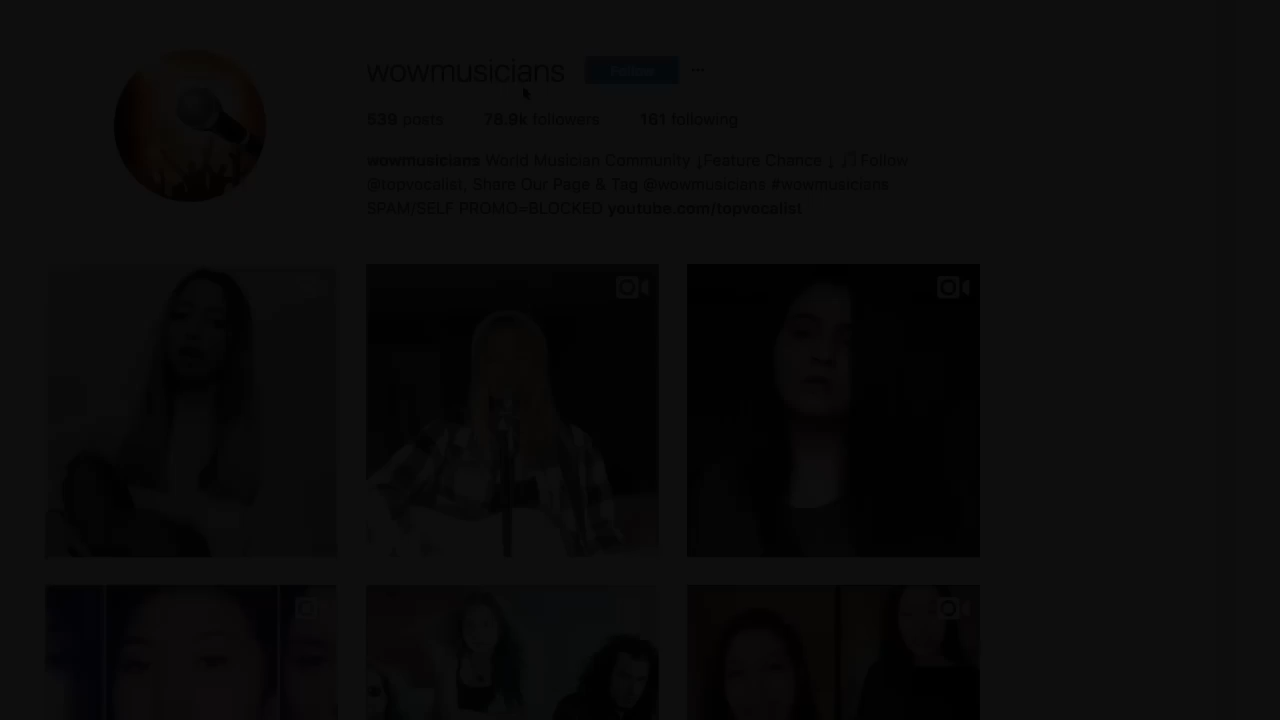 wowmusicians Follow ...
539 posts 78.9k followers 161 following
wowmusicians World Musician Community ↓Feature Chance ↓ 🎵 Follow
@topvocalist, Share Our Page & Tag @wowmusicians #wowmusicians
SPAM/SELF PROMO=BLOCKED youtube.com/topvocalist